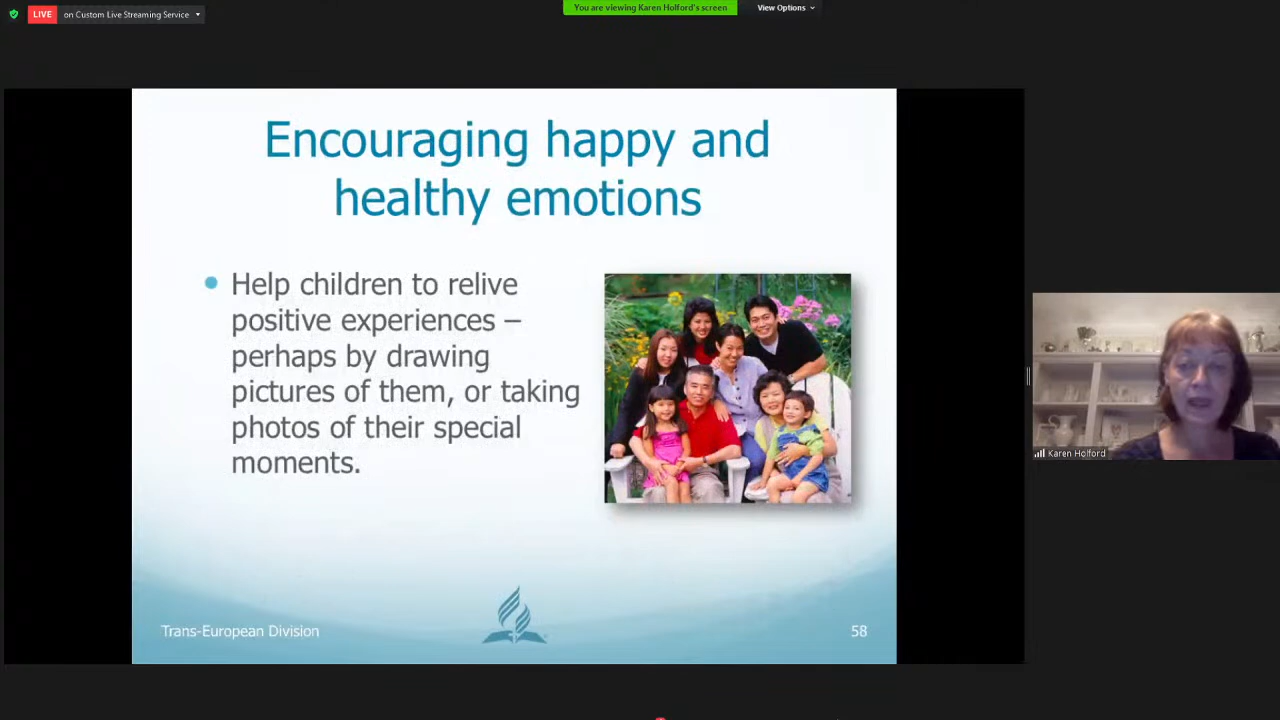 LIVE on Custom Live Streaming Service
You are viewing Karen Holford's screen
View Options
Encouraging happy and
healthy emotions
Help children to relive
positive experiences –
perhaps by drawing
pictures of them, or taking
photos of their special
moments.
Karen Holford
Trans-European Division
58